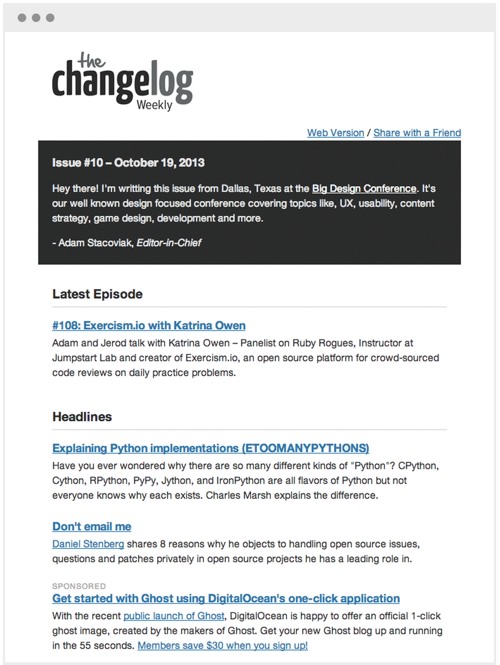 the
changelog
Weekly
Web Version / Share with a Friend
Issue #10 – October 19, 2013
Hey there! I'm writting this issue from Dallas, Texas at the Big Design Conference. It's
our well known design focused conference covering topics like, UX, usability, content
strategy, game design, development and more.
- Adam Stacoviak, Editor-in-Chief
Latest Episode
#108: Exercism.io with Katrina Owen
Adam and Jerod talk with Katrina Owen – Panelist on Ruby Rogues, Instructor at
Jumpstart Lab and creator of Exercism.io, an open source platform for crowd-sourced
code reviews on daily practice problems.
Headlines
Explaining Python implementations (ETOOMANYPYTHONS)
Have you ever wondered why there are so many different kinds of "Python"? CPython,
Cython, RPython, PyPy, Jython, and IronPython are all flavors of Python but not
everyone knows why each exists. Charles Marsh explains the difference.
Don't email me
Daniel Stenberg shares 8 reasons why he objects to handling open source issues,
questions and patches privately in open source projects he has a leading role in.
SPONSORED
Get started with Ghost using DigitalOcean's one-click application
With the recent public launch of Ghost, DigitalOcean is happy to offer an official 1-click
ghost image, created by the makers of Ghost. Get your new Ghost blog up and running
in the 55 seconds. Members save $30 when you sign up!